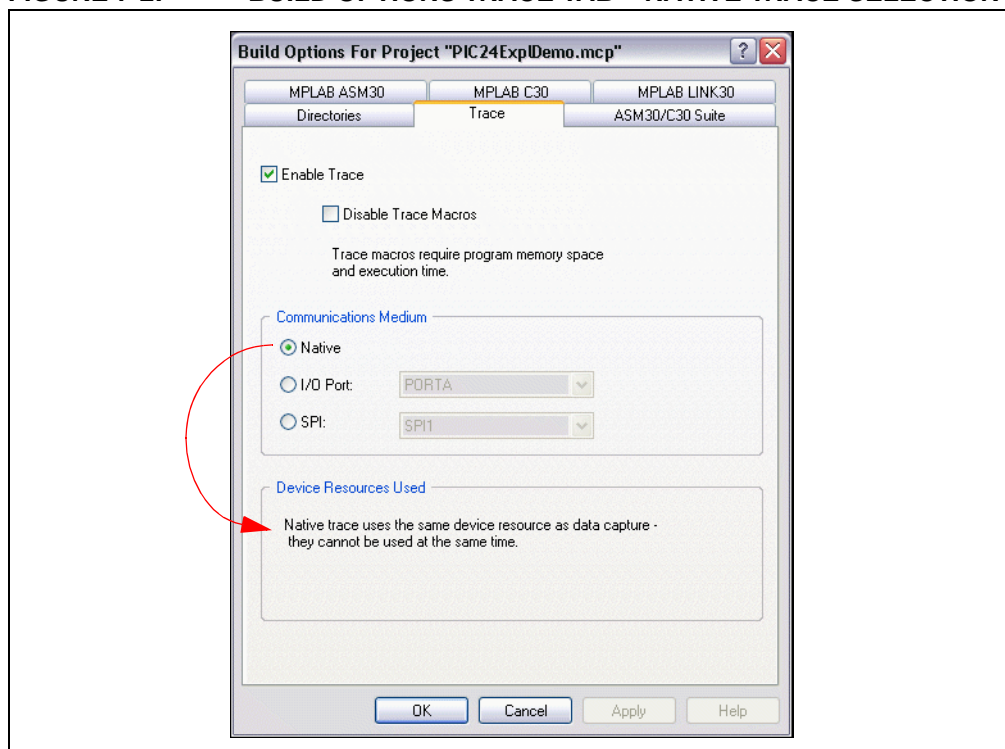 Build Options For Project "PIC24ExplDemo.mcp"
MPLAB ASM30 MPLAB C30 MPLAB LINK30
Directories Trace ASM30/C30 Suite
Enable Trace
Disable Trace Macros
Trace macros require program memory space
and execution time.
Communications Medium
Native
I/O Port: PORTA
SPI: SPI1
Device Resources Used
Native trace uses the same device resource as data capture -
they cannot be used at the same time.
OK Cancel Apply Help